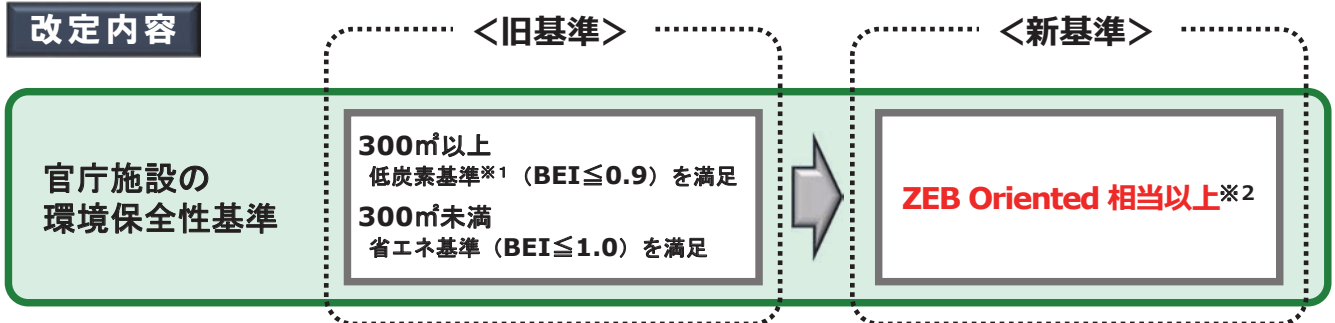 改定内容
<旧基準>
<新基準>
官庁施設の
環境保全性基準
300㎡以上
低炭素基準※1（BEI≦0.9）を満足
300㎡未満
省エネ基準（BEI≦1.0）を満足
ZEB Oriented 相当以上※2